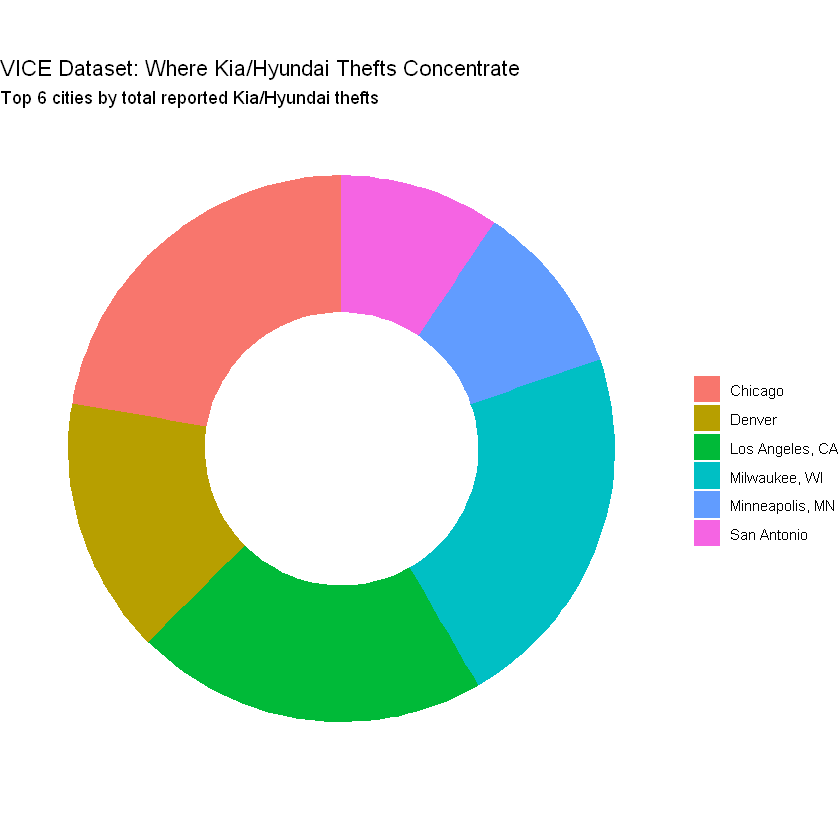 VICE Dataset: Where Kia/Hyundai Thefts Concentrate
Top 6 cities by total reported Kia/Hyundai thefts
Chicago
Denver
Los Angeles, CA
Milwaukee, WI
Minneapolis, MN
San Antonio